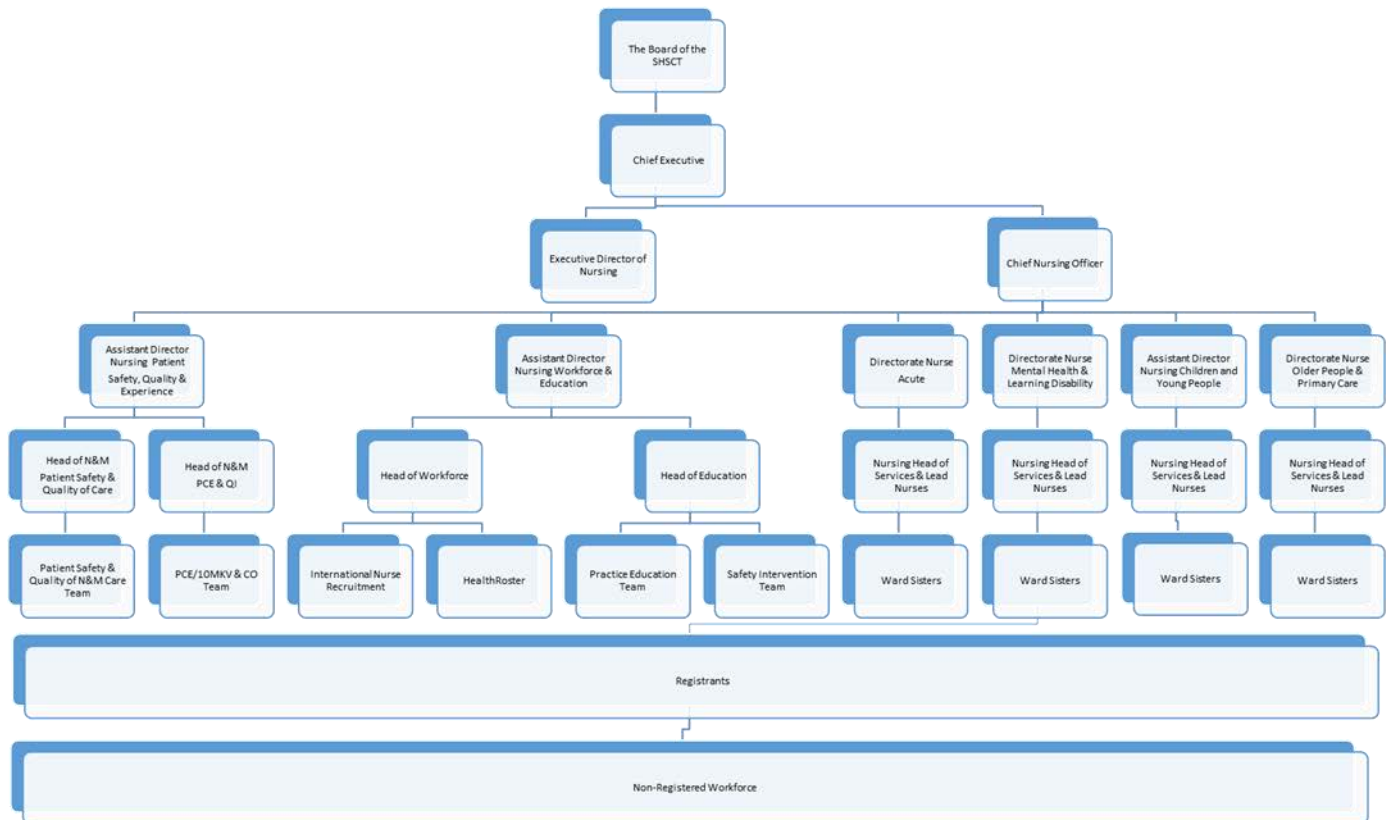 The Board of the
SHSCT
Chief Executive
Executive Director of
Nursing
Chief Nursing Officer
Assistant Director
Nursing Patient
Safety, Quality &
Experience
Assistant Director
Nursing Workforce &
Education
Directorate Nurse
Acute
Directorate Nurse
Mental Health &
Learning Disability
Assistant Director
Nursing Children and
Young People
Directorate Nurse
Older People &
Primary Care
Head of N&M
Patient Safety &
Quality of Care
Head of N&M
PCE & QI
Head of Workforce
Head of Education
Nursing Head of
Services & Lead
Nurses
Nursing Head of
Services & Lead
Nurses
Nursing Head of
Services & Lead
Nurses
Nursing Head of
Services & Lead
Nurses
Patient Safety &
Quality of N&M Care
Team
PCE/10MKV & CO
Team
International Nurse
Recruitment
HealthRoster
Practice Education
Team
Safety Intervention
Team
Ward Sisters
Ward Sisters
Ward Sisters
Ward Sisters
Registrants
Non-Registered Workforce